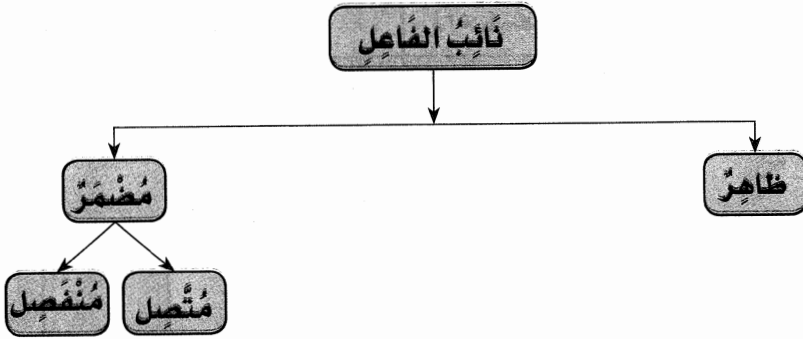 نَائِبُ الفَاعِلِ
ظَاهِرٌ
مُضْمَرٌ
مُتَّصِل
مُنْفَصِل